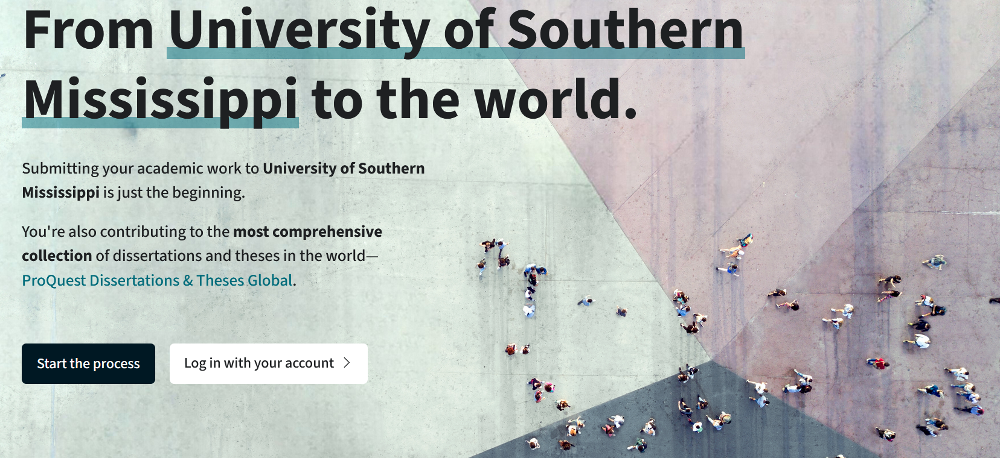 From University of Southern
Mississippi to the world.
Submitting your academic work to University of Southern
Mississippi is just the beginning.
You're also contributing to the most comprehensive
collection of dissertations and theses in the world—
ProQuest Dissertations & Theses Global.
Start the process
Log in with your account